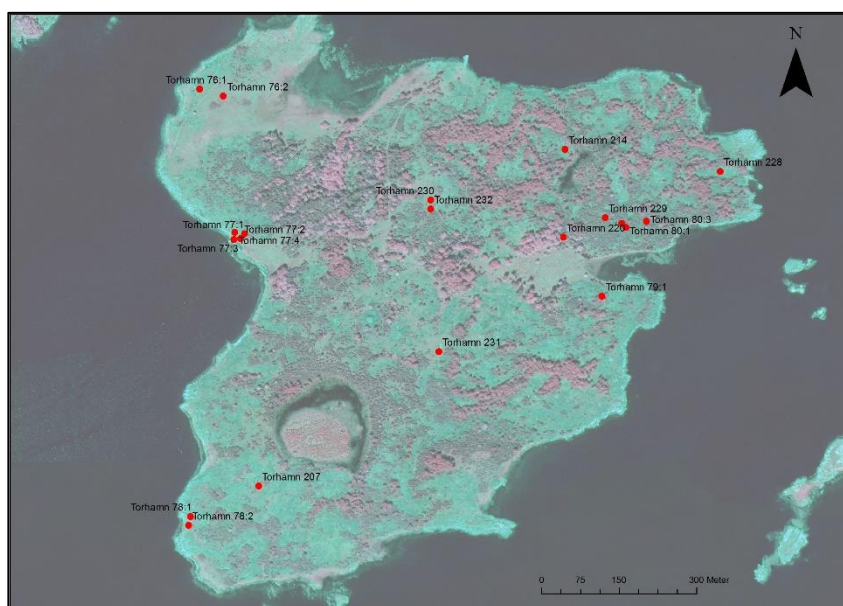 N
Torhamn 76:1
Torhamn 76:2
Torhamn 214
Torhamn 228
Torhamn 230
Torhamn 232
Torhamn 229
Torhamn 80:3
Torhamn 77:1
Torhamn 77:2
Torhamn 220
Torhamn 80:1
Torhamn 77:4
Torhamn 77:3
Torhamn 79:1
Torhamn 231
Torhamn 207
Torhamn 78:1
Torhamn 78:2
0 75 150 300 Meter